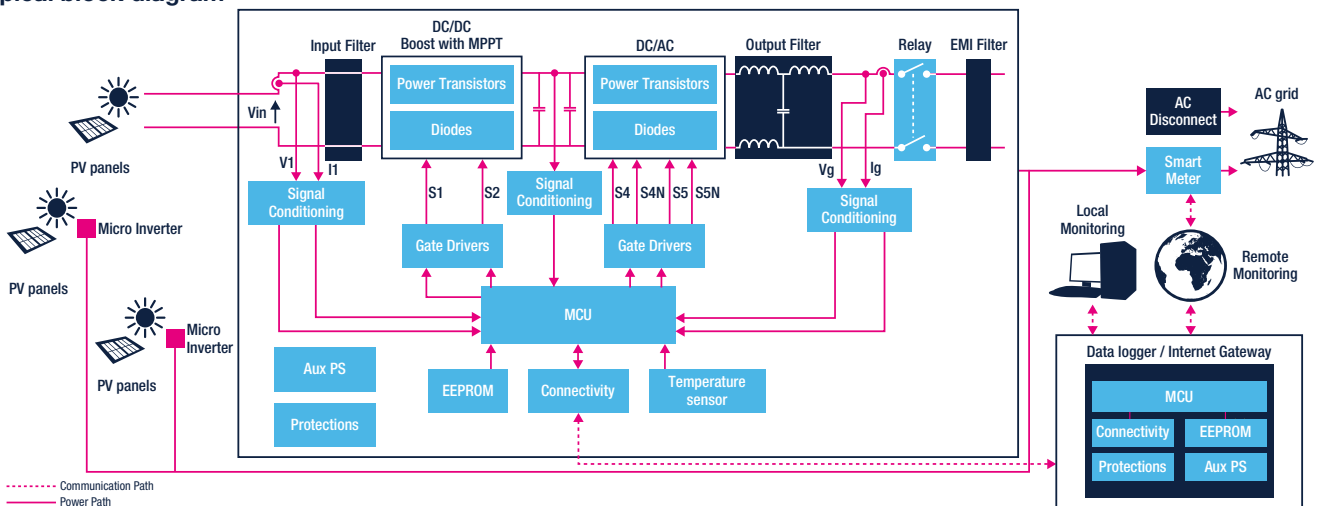 pical block diagram
DC/DC
Boost with MPPT
Input Filter
DC/AC
Output Filter
Relay
EMI Filter
Power Transistors
Diodes
Power Transistors
Diodes
Vin
V1
I1
PV panels
Signal
Conditioning
S1
S2
Signal
Conditioning
S4
S4N
S5
S5N
Vg
Ig
Signal
Conditioning
Gate Drivers
Gate Drivers
MCU
AC
Disconnect
AC grid
Smart
Meter
Local
Monitoring
Remote
Monitoring
Micro Inverter
PV panels
Micro
Inverter
PV panels
Aux PS
Protections
EEPROM
Connectivity
Temperature
sensor
Data logger / Internet Gateway
MCU
Connectivity
EEPROM
Protections
Aux PS
Communication Path
Power Path